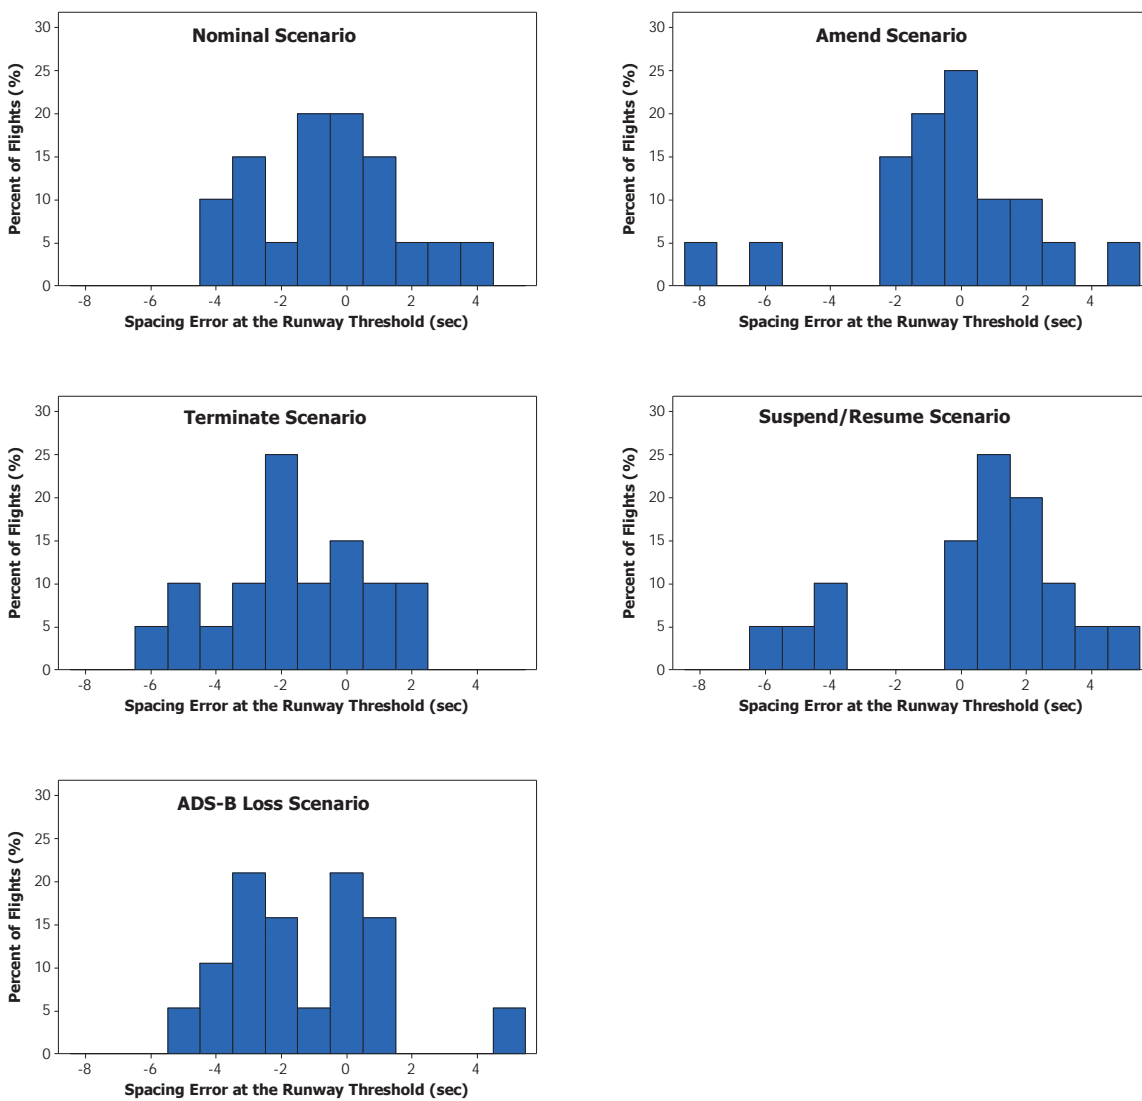 Nominal Scenario
Percent of Flights (%)
30
25
20
15
10
5
0
-8 -6 -4 -2 0 2 4
Spacing Error at the Runway Threshold (sec)
Amend Scenario
Percent of Flights (%)
30
25
20
15
10
5
0
-8 -6 -4 -2 0 2 4
Spacing Error at the Runway Threshold (sec)
Terminate Scenario
Percent of Flights (%)
30
25
20
15
10
5
0
-8 -6 -4 -2 0 2 4
Spacing Error at the Runway Threshold (sec)
Suspend/Resume Scenario
Percent of Flights (%)
30
25
20
15
10
5
0
-8 -6 -4 -2 0 2 4
Spacing Error at the Runway Threshold (sec)
ADS-B Loss Scenario
Percent of Flights (%)
30
25
20
15
10
5
0
-8 -6 -4 -2 0 2 4
Spacing Error at the Runway Threshold (sec)